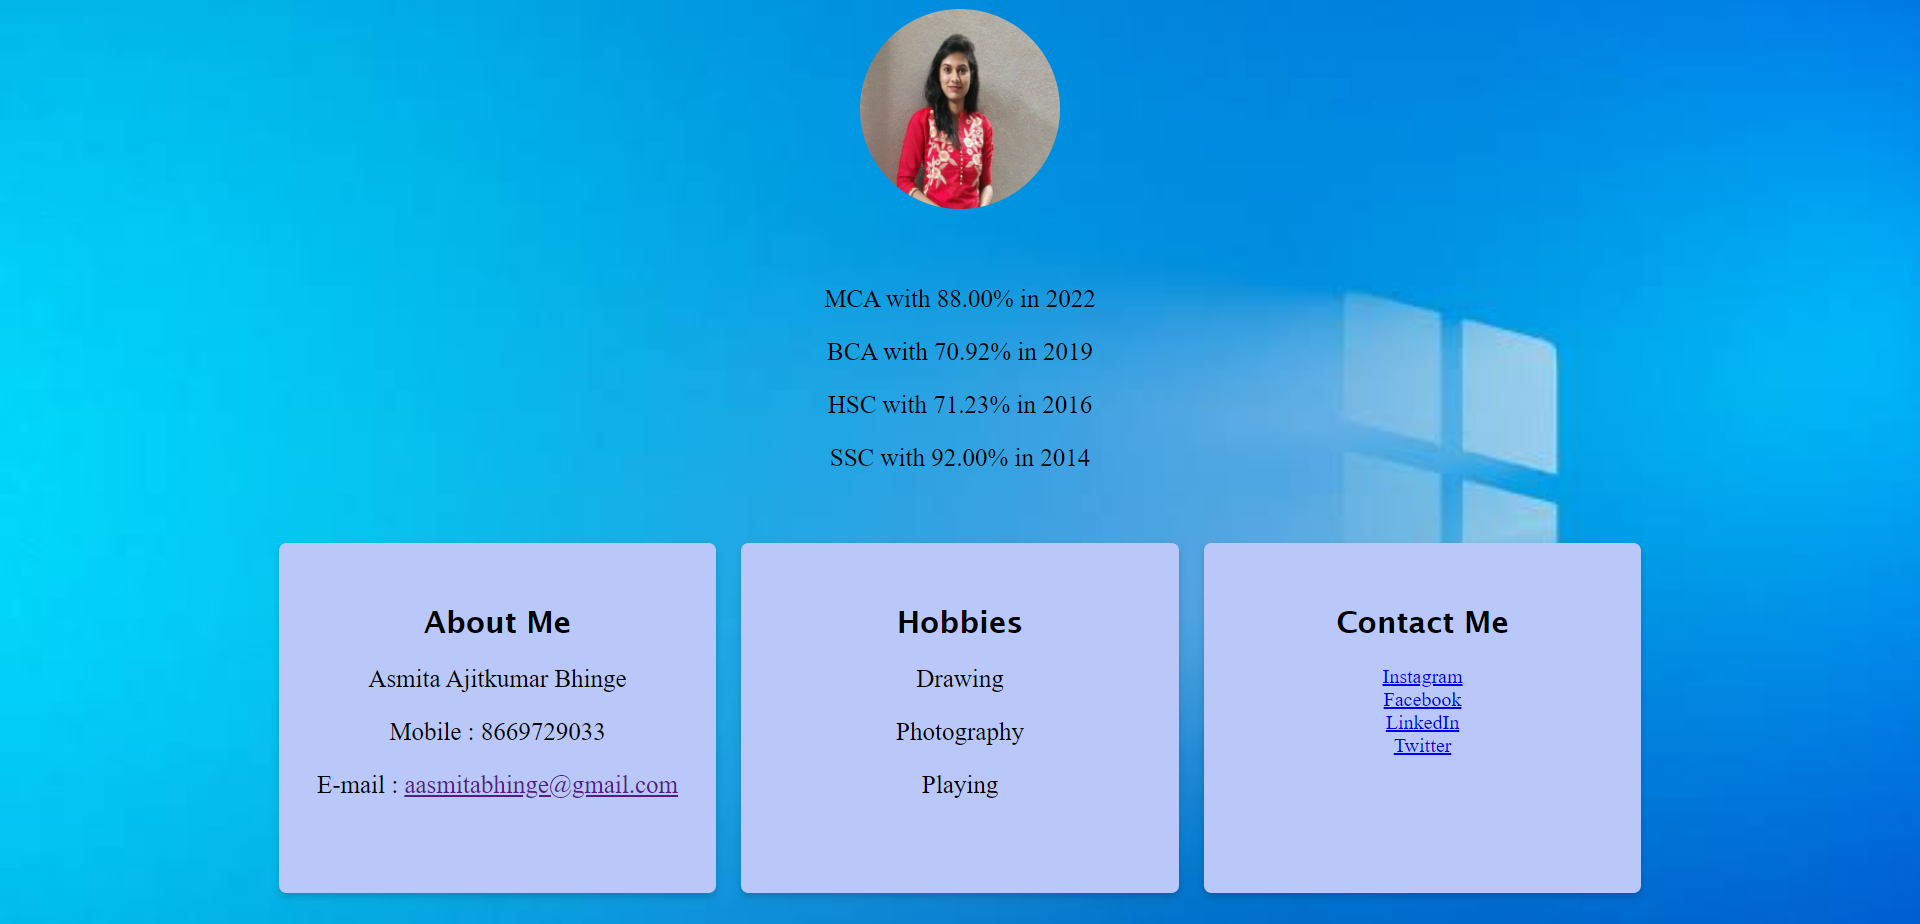 MCA with 88.00% in 2022
BCA with 70.92% in 2019
HSC with 71.23% in 2016
SSC with 92.00% in 2014
About Me
Asmita Ajitkumar Bhinge
Mobile : 8669729033
E-mail : aasmitabhinge@gmail.com
Hobbies
Drawing
Photography
Playing
Contact Me
Instagram
Facebook
LinkedIn
Twitter